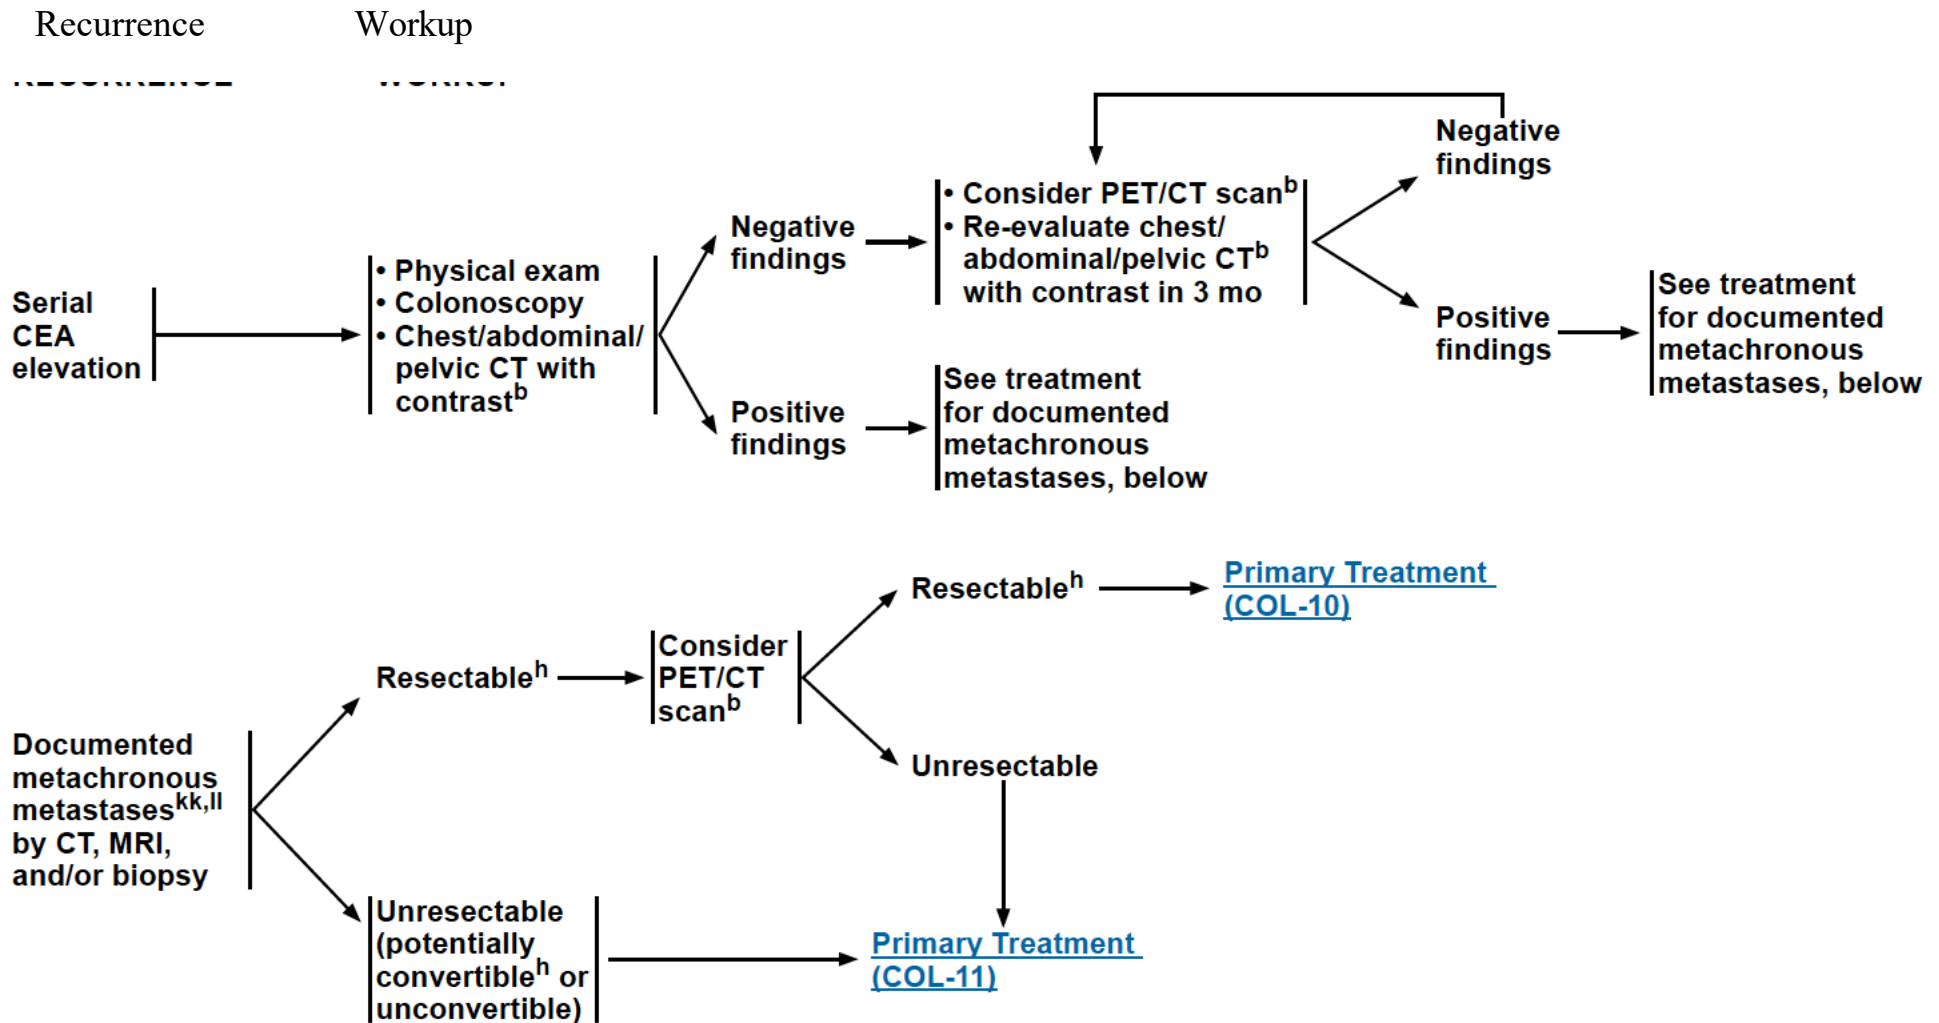 Recurrence
Workup
RECURRENCE
WORKUP
Serial
CEA
elevation
• Physical exam
• Colonoscopy
• Chest/abdominal/
pelvic CT with
contrastᵇ
Negative
findings
Positive
findings
• Consider PET/CT scanᵇ
• Re-evaluate chest/
abdominal/pelvic CTᵇ
with contrast in 3 mo
See treatment
for documented
metachronous
metastases, below
Negative
findings
Positive
findings
See treatment
for documented
metachronous
metastases, below
Documented
metachronous
metastasesᵏᵏ,ˡˡ
by CT, MRI,
and/or biopsy
Resectableʰ
Consider
PET/CT
scanᵇ
Resectableʰ
Primary Treatment
(COL-10)
Unresectable
Unresectable
(potentially
convertibleʰ or
unconvertible)
Primary Treatment
(COL-11)